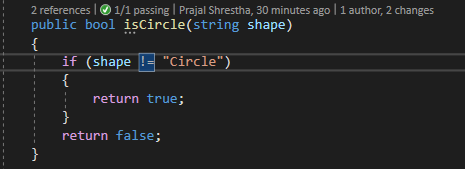 2 references | 1/1 passing | Prajal Shrestha, 30 minutes ago | 1 author, 2 changes
public bool isCircle(string shape)
{
if (shape != "Circle")
{
return true;
}
return false;
}